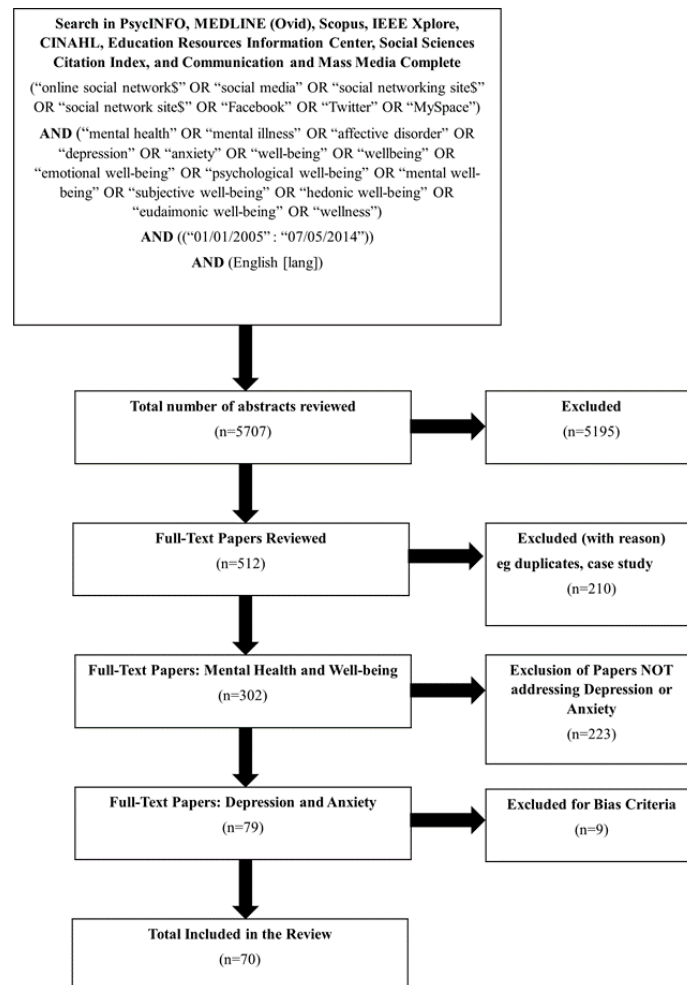 Search in PsycINFO, MEDLINE (Ovid), Scopus, IEEE Xplore,
CINAHL, Education Resources Information Center, Social Sciences
Citation Index, and Communication and Mass Media Complete
(“online social network$” OR “social media” OR “social networking site$”
OR “social network site$” OR “Facebook” OR “Twitter” OR “MySpace”)
AND (“mental health” OR “mental illness” OR “affective disorder” OR
“depression” OR “anxiety” OR “well-being” OR “wellbeing” OR
“emotional well-being” OR “psychological well-being” OR “mental well-
being” OR “subjective well-being” OR “hedonic well-being” OR
“eudaimonic well-being” OR “wellness”)
AND ((“01/01/2005” : “07/05/2014”))
AND (English [lang])
Total number of abstracts reviewed
(n=5707)
Excluded
(n=5195)
Full-Text Papers Reviewed
(n=512)
Excluded (with reason)
eg duplicates, case study
(n=210)
Full-Text Papers: Mental Health and Well-being
(n=302)
Exclusion of Papers NOT
addressing Depression or
Anxiety
(n=223)
Full-Text Papers: Depression and Anxiety
(n=79)
Excluded for Bias Criteria
(n=9)
Total Included in the Review
(n=70)